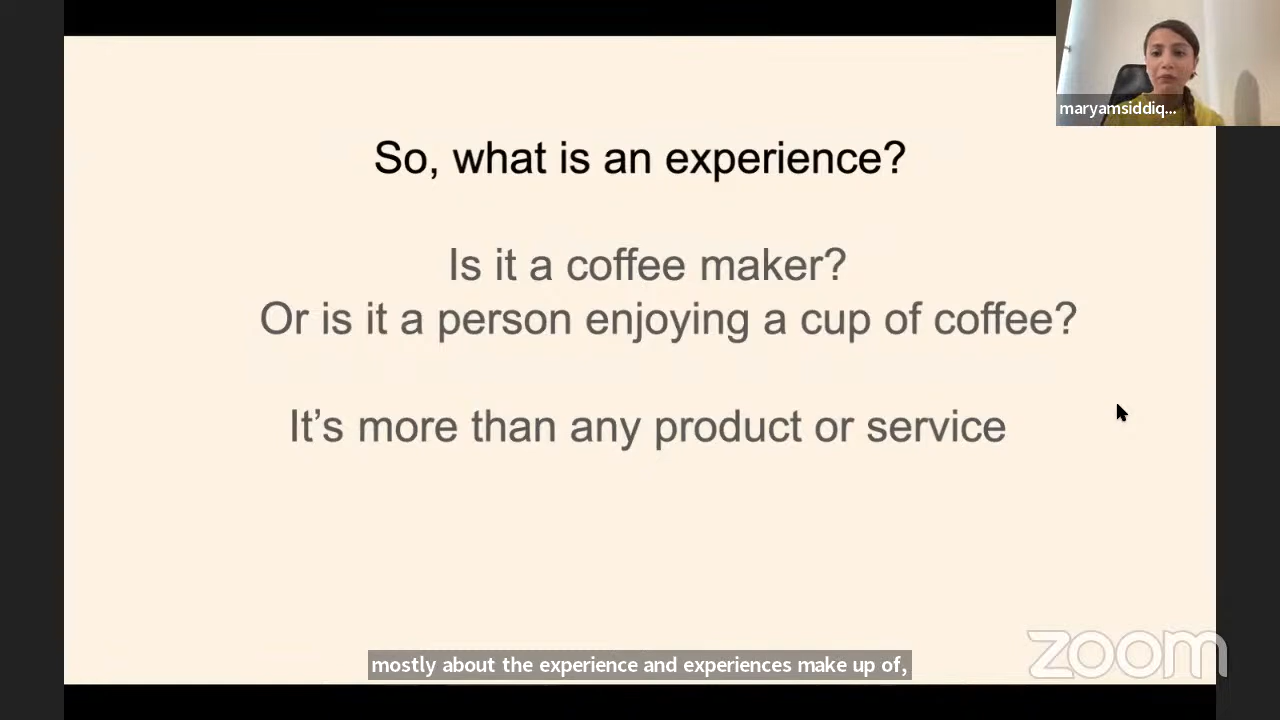 maryamsiddiq...
So, what is an experience?
Is it a coffee maker?
Or is it a person enjoying a cup of coffee?
It's more than any product or service
mostly about the experience and experiences make up of,
zoom